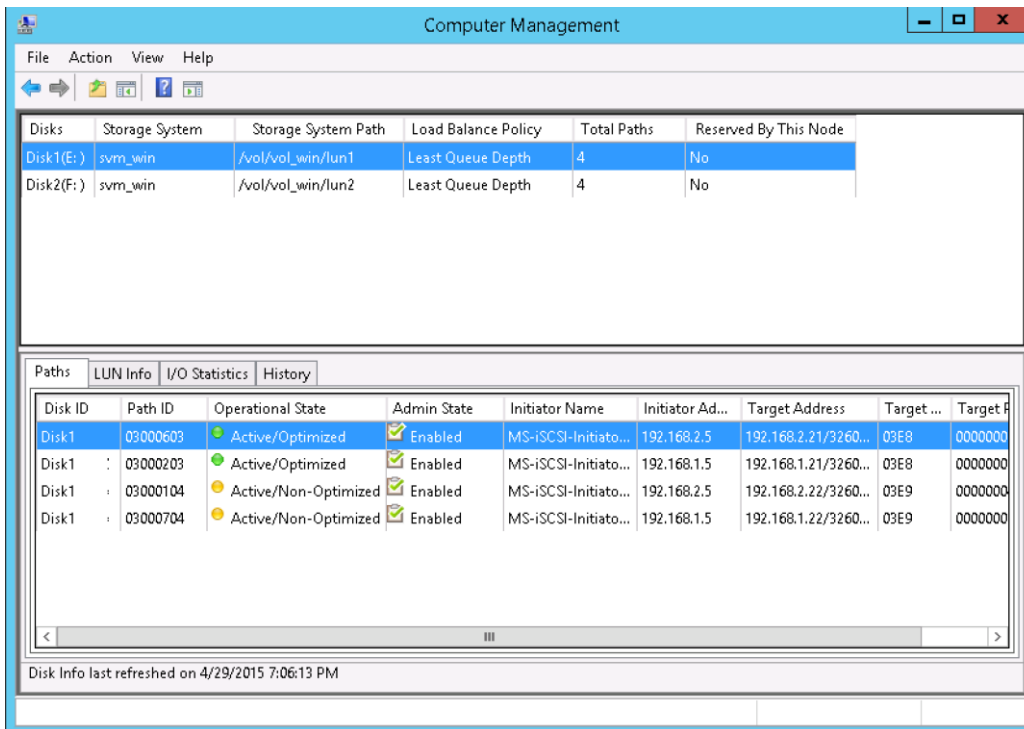 Computer Management
File Action View Help
Disks Storage System Storage System Path Load Balance Policy Total Paths Reserved By This Node
Disk1(E:) svm_win /vol/vol_win/lun1 Least Queue Depth 4 No
Disk2(F:) svm_win /vol/vol_win/lun2 Least Queue Depth 4 No
Paths LUN Info I/O Statistics History
Disk ID Path ID Operational State Admin State Initiator Name Initiator Ad... Target Address Target ... Target P
Disk1 03000603 Active/Optimized Enabled MS-iSCSI-Initiato... 192.168.2.5 192.168.2.21/3260... 03E8 0000000
Disk1 03000203 Active/Optimized Enabled MS-iSCSI-Initiato... 192.168.1.5 192.168.1.21/3260... 03E8 0000000
Disk1 03000104 Active/Non-Optimized Enabled MS-iSCSI-Initiato... 192.168.2.5 192.168.2.22/3260... 03E9 0000000
Disk1 03000704 Active/Non-Optimized Enabled MS-iSCSI-Initiato... 192.168.1.5 192.168.1.22/3260... 03E9 0000000
Disk Info last refreshed on 4/29/2015 7:06:13 PM